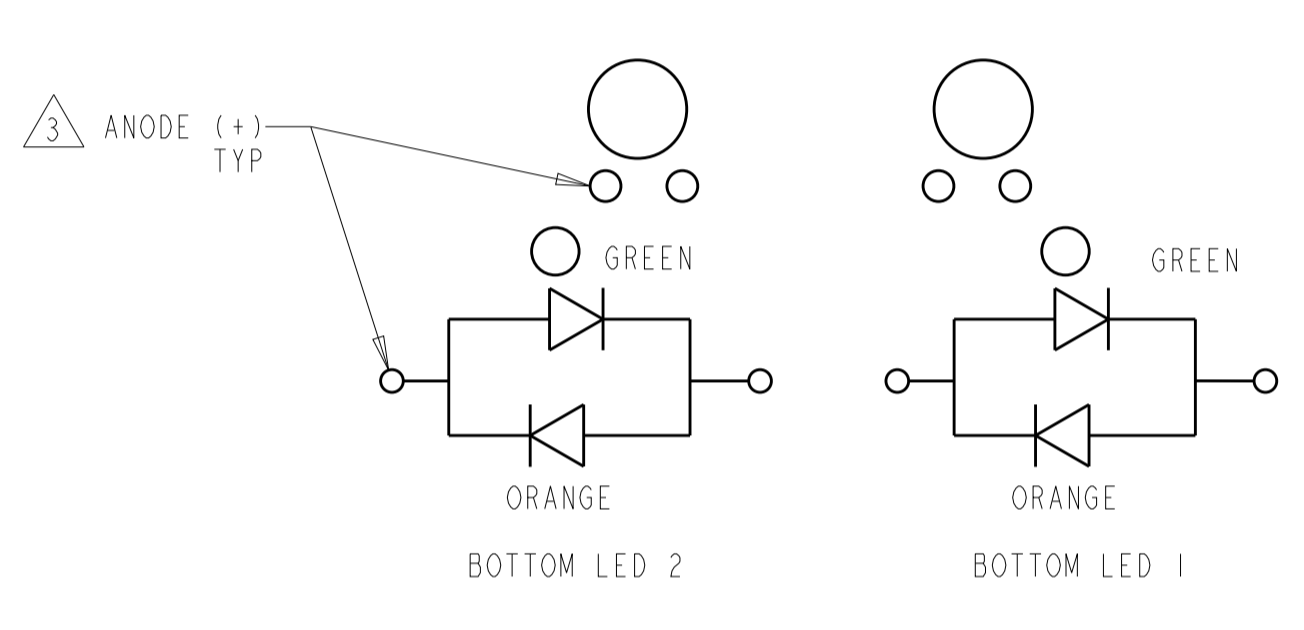 3 ANODE (+)
TYP
GREEN
GREEN
ORANGE
ORANGE
BOTTOM LED 2
BOTTOM LED 1